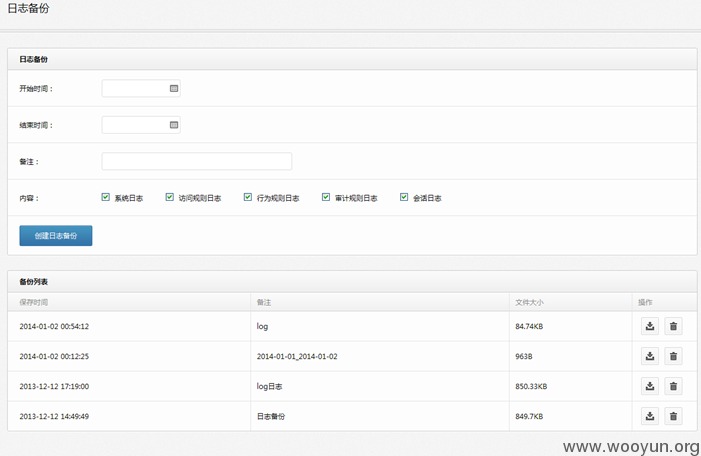 日志备份
日志备份
开始时间：
结束时间：
备注：
内容： 系统日志 访问规则日志 行为规则日志 审计规则日志 会话日志
创建日志备份
备份列表
保存时间 备注 文件大小 操作
2014-01-02 00:54:12 log 84.74KB
2014-01-02 00:12:25 2014-01-01_2014-01-02 963B
2013-12-12 17:19:00 log日志 850.33KB
2013-12-12 14:49:49 日志备份 849.7KB
www.wooyun.org